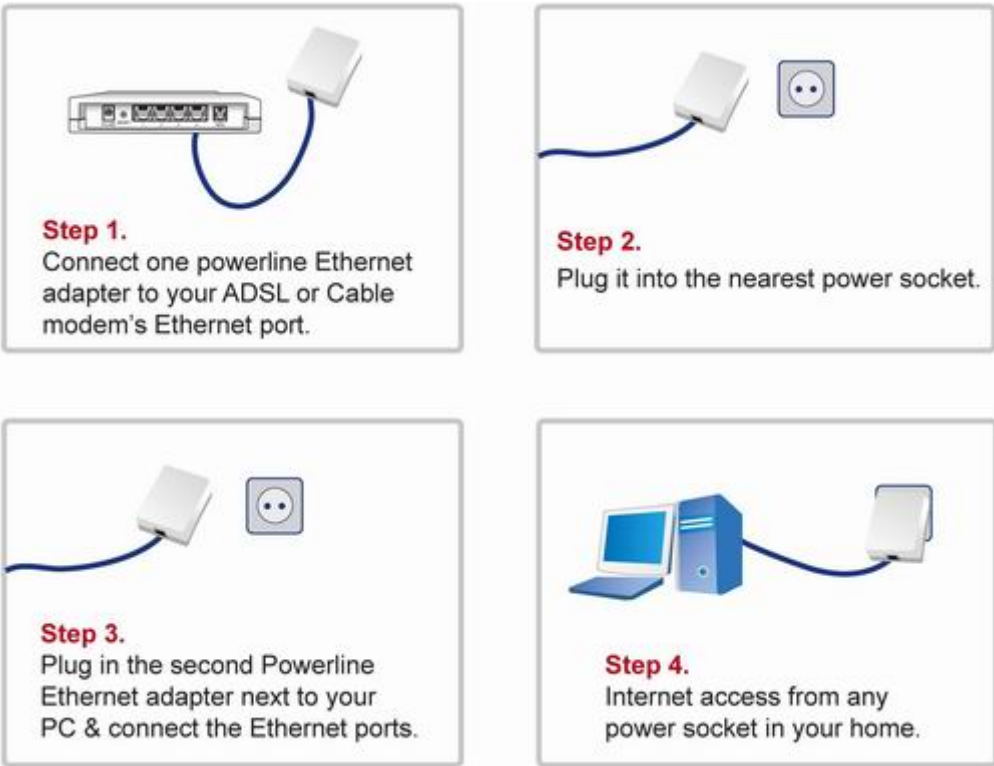 Step 1.
Connect one powerline Ethernet
adapter to your ADSL or Cable
modem's Ethernet port.
Step 2.
Plug it into the nearest power socket.
Step 3.
Plug in the second Powerline
Ethernet adapter next to your
PC & connect the Ethernet ports.
Step 4.
Internet access from any
power socket in your home.